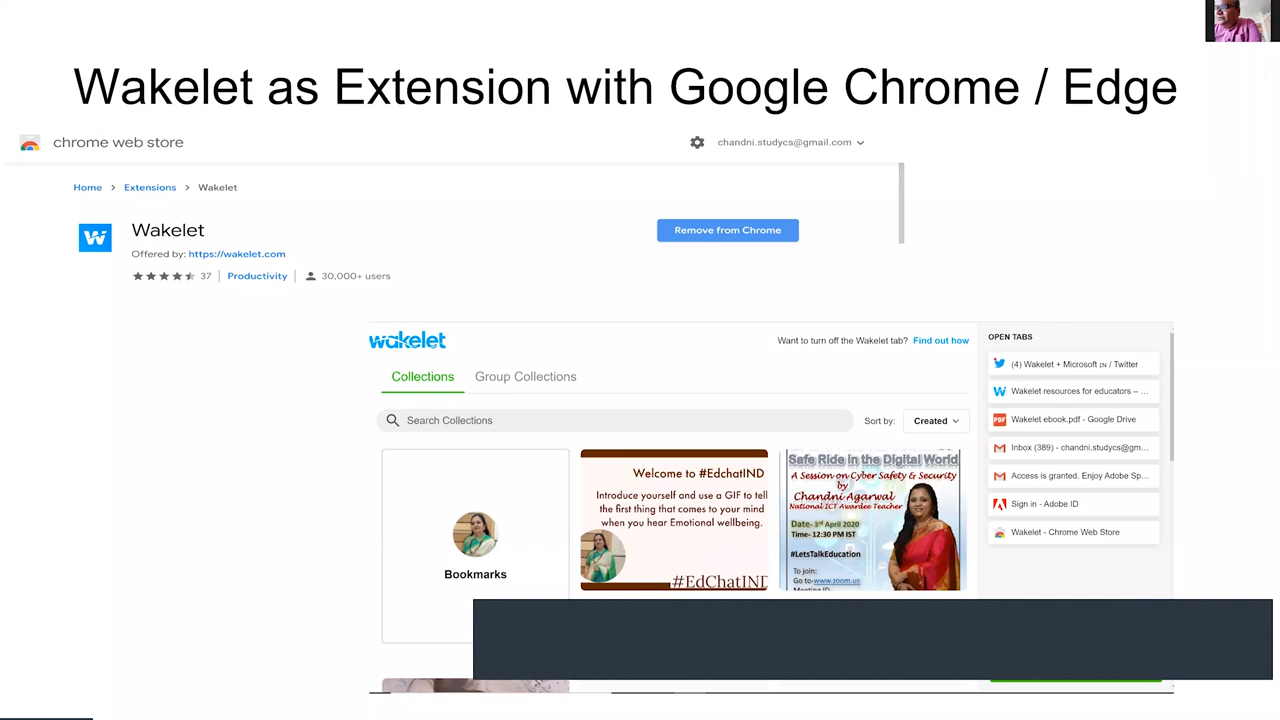 Wakelet as Extension with Google Chrome / Edge
chrome web store
chandni.studycs@gmail.com
Home > Extensions > Wakelet
Wakelet
Offered by: https://wakelet.com
37 | Productivity | 30,000+ users
Remove from Chrome
wakelet
Want to turn off the Wakelet tab? Find out how
Collections Group Collections
Search Collections
Sort by: Created
Bookmarks
Welcome to #EdchatIND
Introduce yourself and use a GIF to tell
the first thing that comes to your mind
when you hear Emotional wellbeing.
#EdChatIND
Safe Ride in the Digital World
A Session on Cyber Safety & Security
by
Chandni Agarwal
National ICT Awardee Teacher
Date- 3rd April 2020
Time- 12:30 PM IST
#LetsTalkEducation
To join:
Go to-www.zoom.us
Meeting ID:
OPEN TABS
(4) Wakelet + Microsoft IN / Twitter
Wakelet resources for educators – ...
PDF Wakelet ebook.pdf - Google Drive
Inbox (389) - chandni.studycs@gm...
Access is granted. Enjoy Adobe Sp...
Sign in - Adobe ID
Wakelet - Chrome Web Store